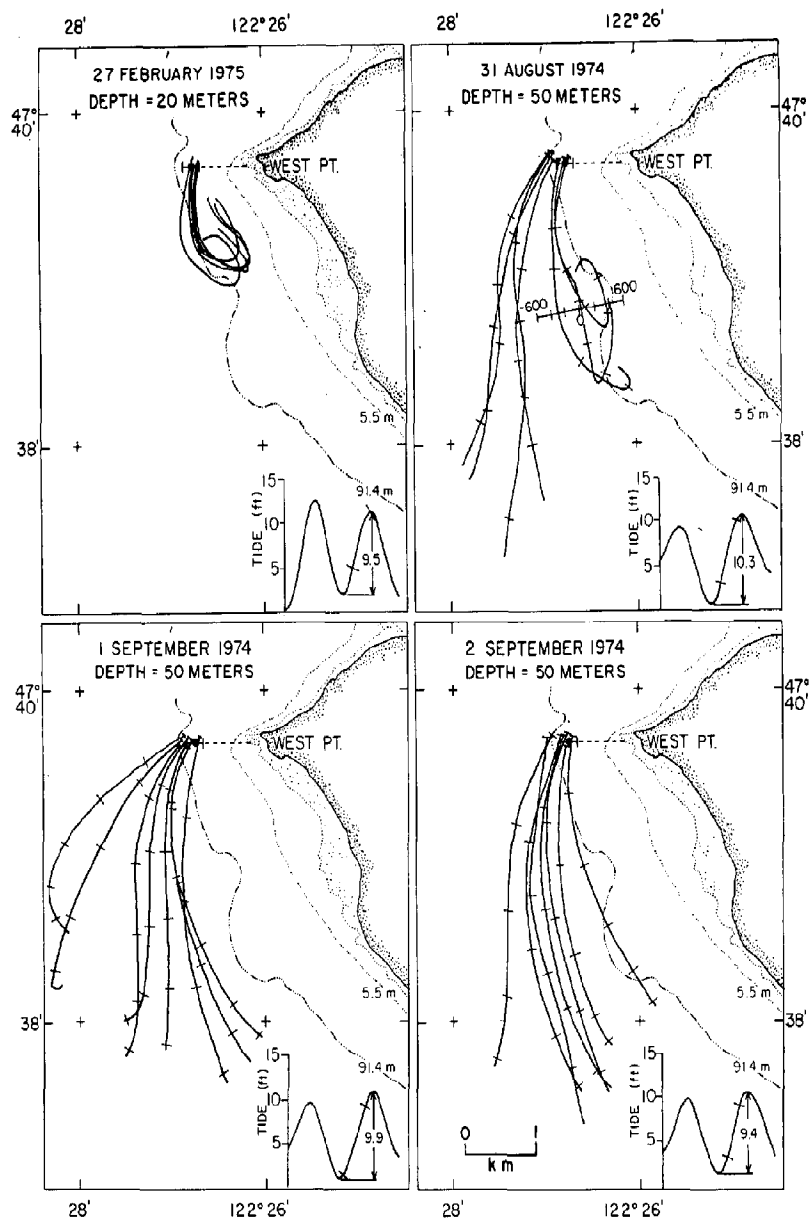 28'
122° 26'
28'
122° 26'
27 FEBRUARY 1975
DEPTH = 20 METERS
31 AUGUST 1974
DEPTH = 50 METERS
47°
40'
47°
40'
WEST PT.
WEST PT.
-600
600
0
5.5 m
5.5 m
38'
38'
91.4 m
91.4 m
TIDE (ft)
15
10
5
9.5
TIDE (ft)
15
10
5
10.3
1 SEPTEMBER 1974
DEPTH = 50 METERS
2 SEPTEMBER 1974
DEPTH = 50 METERS
47°
40'
47°
40'
WEST PT.
WEST PT.
5.5 m
5.5 m
38'
38'
91.4 m
91.4 m
TIDE (ft)
15
10
5
9.9
0 1
km
TIDE (ft)
15
10
5
9.4
28'
122° 26'
28'
122° 26'